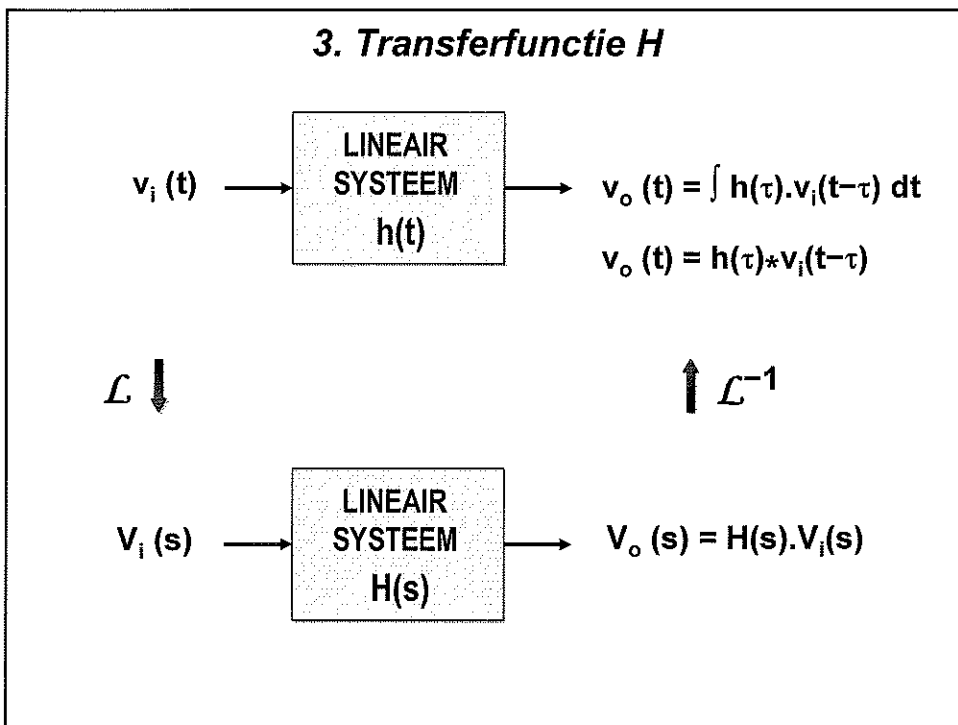 3. Transferfunctie H
LINEAIR
SYSTEEM
h(t)
vᵢ (t)
vₒ (t) = ∫ h(τ).vᵢ(t−τ) dt
vₒ (t) = h(τ)*vᵢ(t−τ)
ℒ
ℒ⁻¹
LINEAIR
SYSTEEM
H(s)
Vᵢ (s)
Vₒ (s) = H(s).Vᵢ(s)